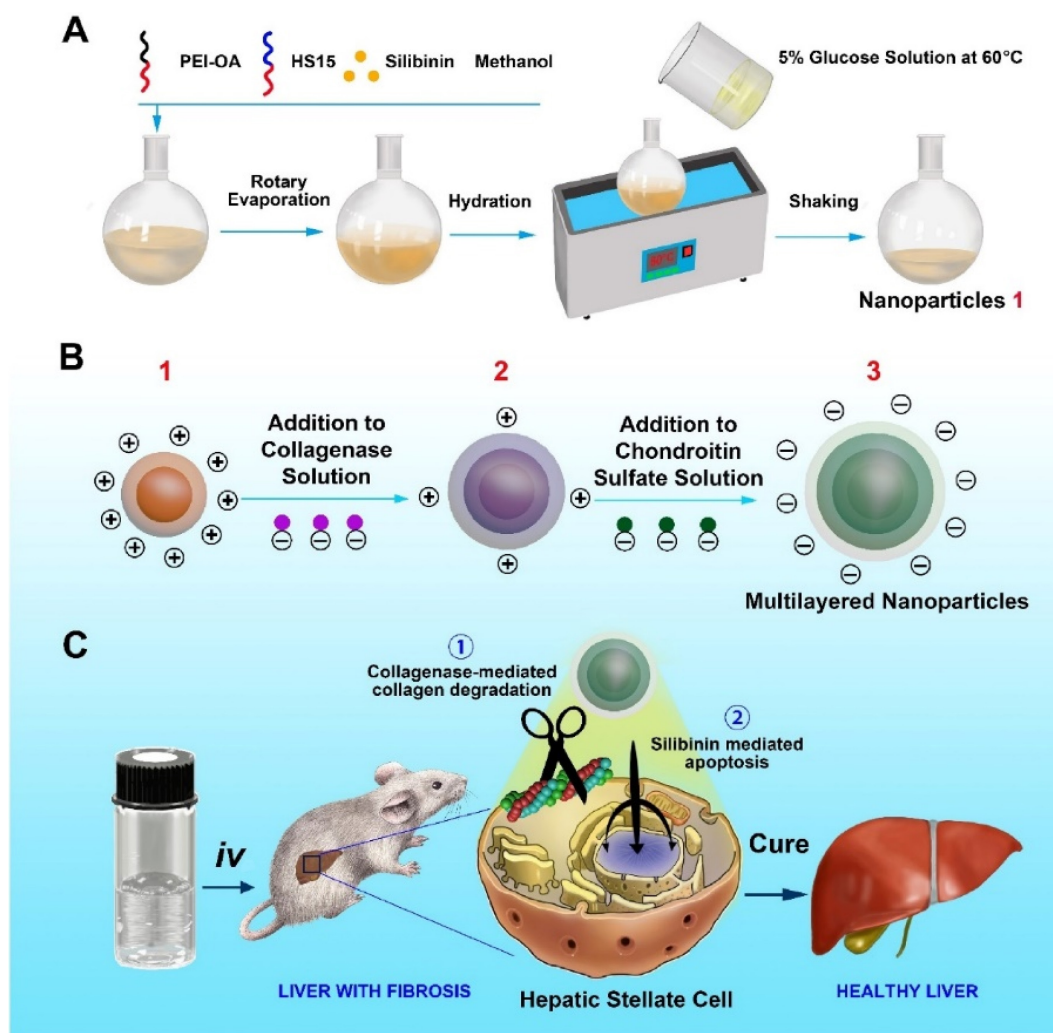 A
PEI-OA
HS15
Silibinin
Methanol
5% Glucose Solution at 60°C
Rotary
Evaporation
Hydration
60°C
Shaking
Nanoparticles 1
B
1
2
3
Addition to
Collagenase
Solution
Addition to
Chondroitin
Sulfate Solution
Multilayered Nanoparticles
C
1
Collagenase-mediated
collagen degradation
2
Silibinin mediated
apoptosis
iv
Cure
LIVER WITH FIBROSIS
Hepatic Stellate Cell
HEALTHY LIVER